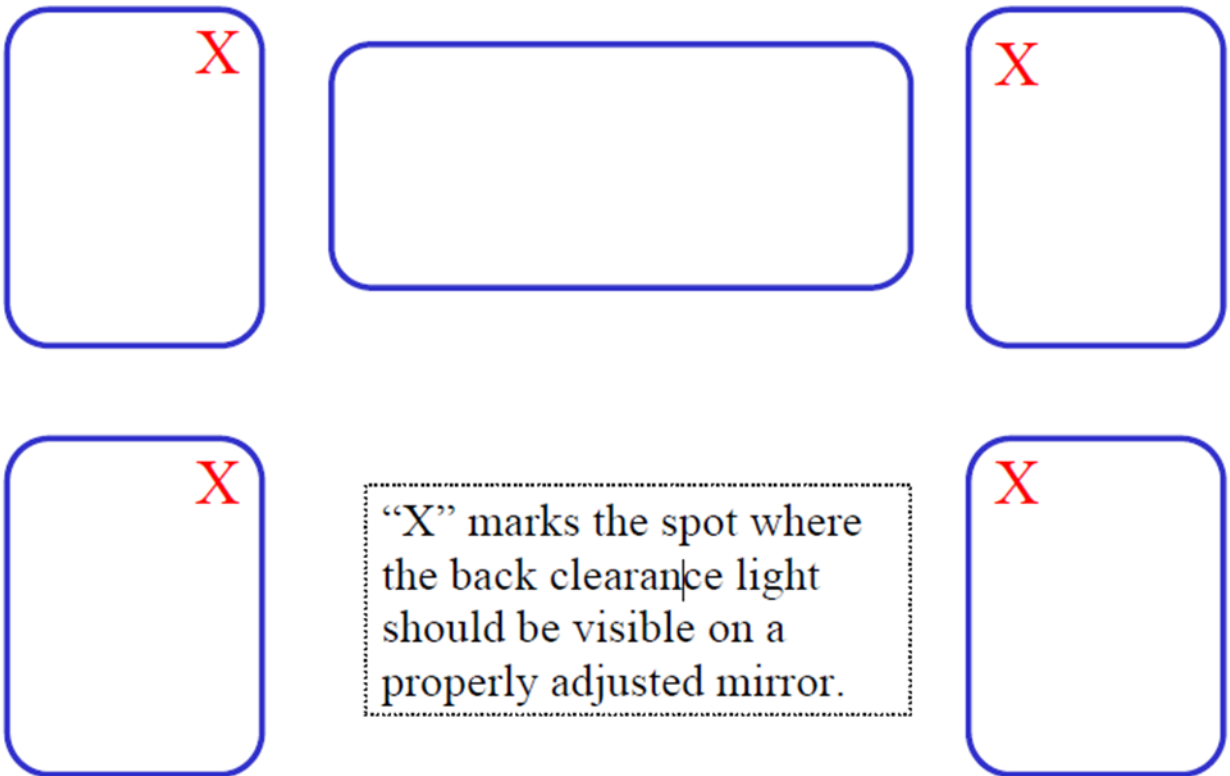 X
X
X
X
“X” marks the spot where
the back clearance light
should be visible on a
properly adjusted mirror.